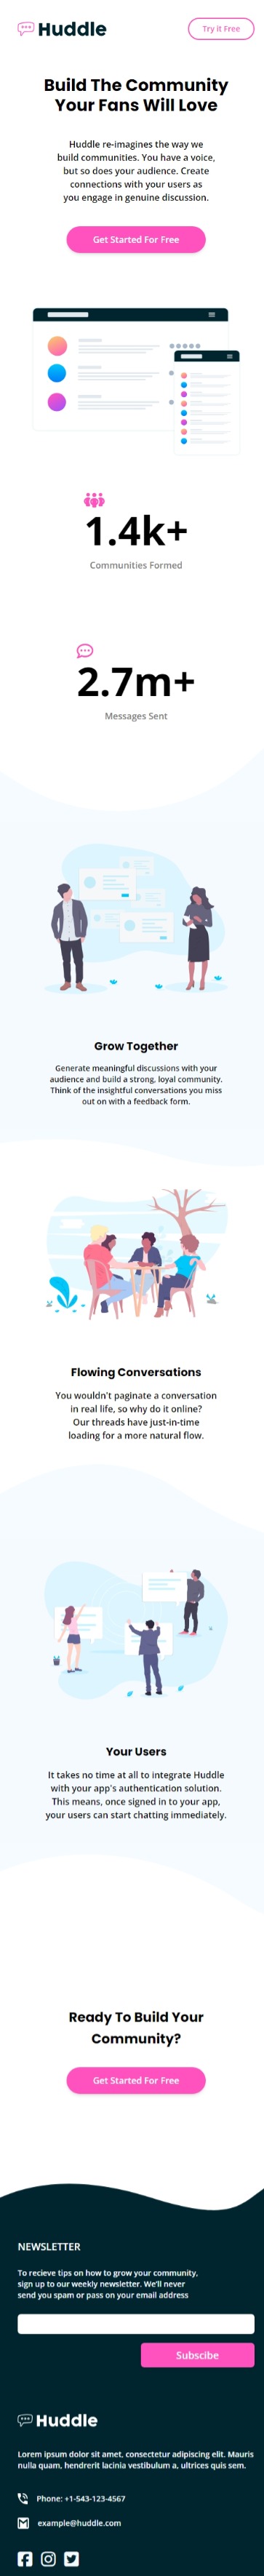 Huddle
Try it Free
Build The Community
Your Fans Will Love
Huddle re-imagines the way we
build communities. You have a voice,
but so does your audience. Create
connections with your users as
you engage in genuine discussion.
Get Started For Free
1.4k+
Communities Formed
2.7m+
Messages Sent
Grow Together
Generate meaningful discussions with your
audience and build a strong, loyal community.
Think of the insightful conversations you miss
out on with a feedback form.
Flowing Conversations
You wouldn't paginate a conversation
in real life, so why do it online?
Our threads have just-in-time
loading for a more natural flow.
Your Users
It takes no time at all to integrate Huddle
with your app's authentication solution.
This means, once signed in to your app,
your users can start chatting immediately.
Ready To Build Your
Community?
Get Started For Free
NEWSLETTER
To recieve tips on how to grow your community,
sign up to our weekly newsletter. We'll never
send you spam or pass on your email address
Subscibe
Huddle
Lorem ipsum dolor sit amet, consectetur adipiscing elit. Mauris
nulla quam, hendrerit lacinia vestibulum a, ultrices quis sem.
Phone: +1-543-123-4567
example@huddle.com